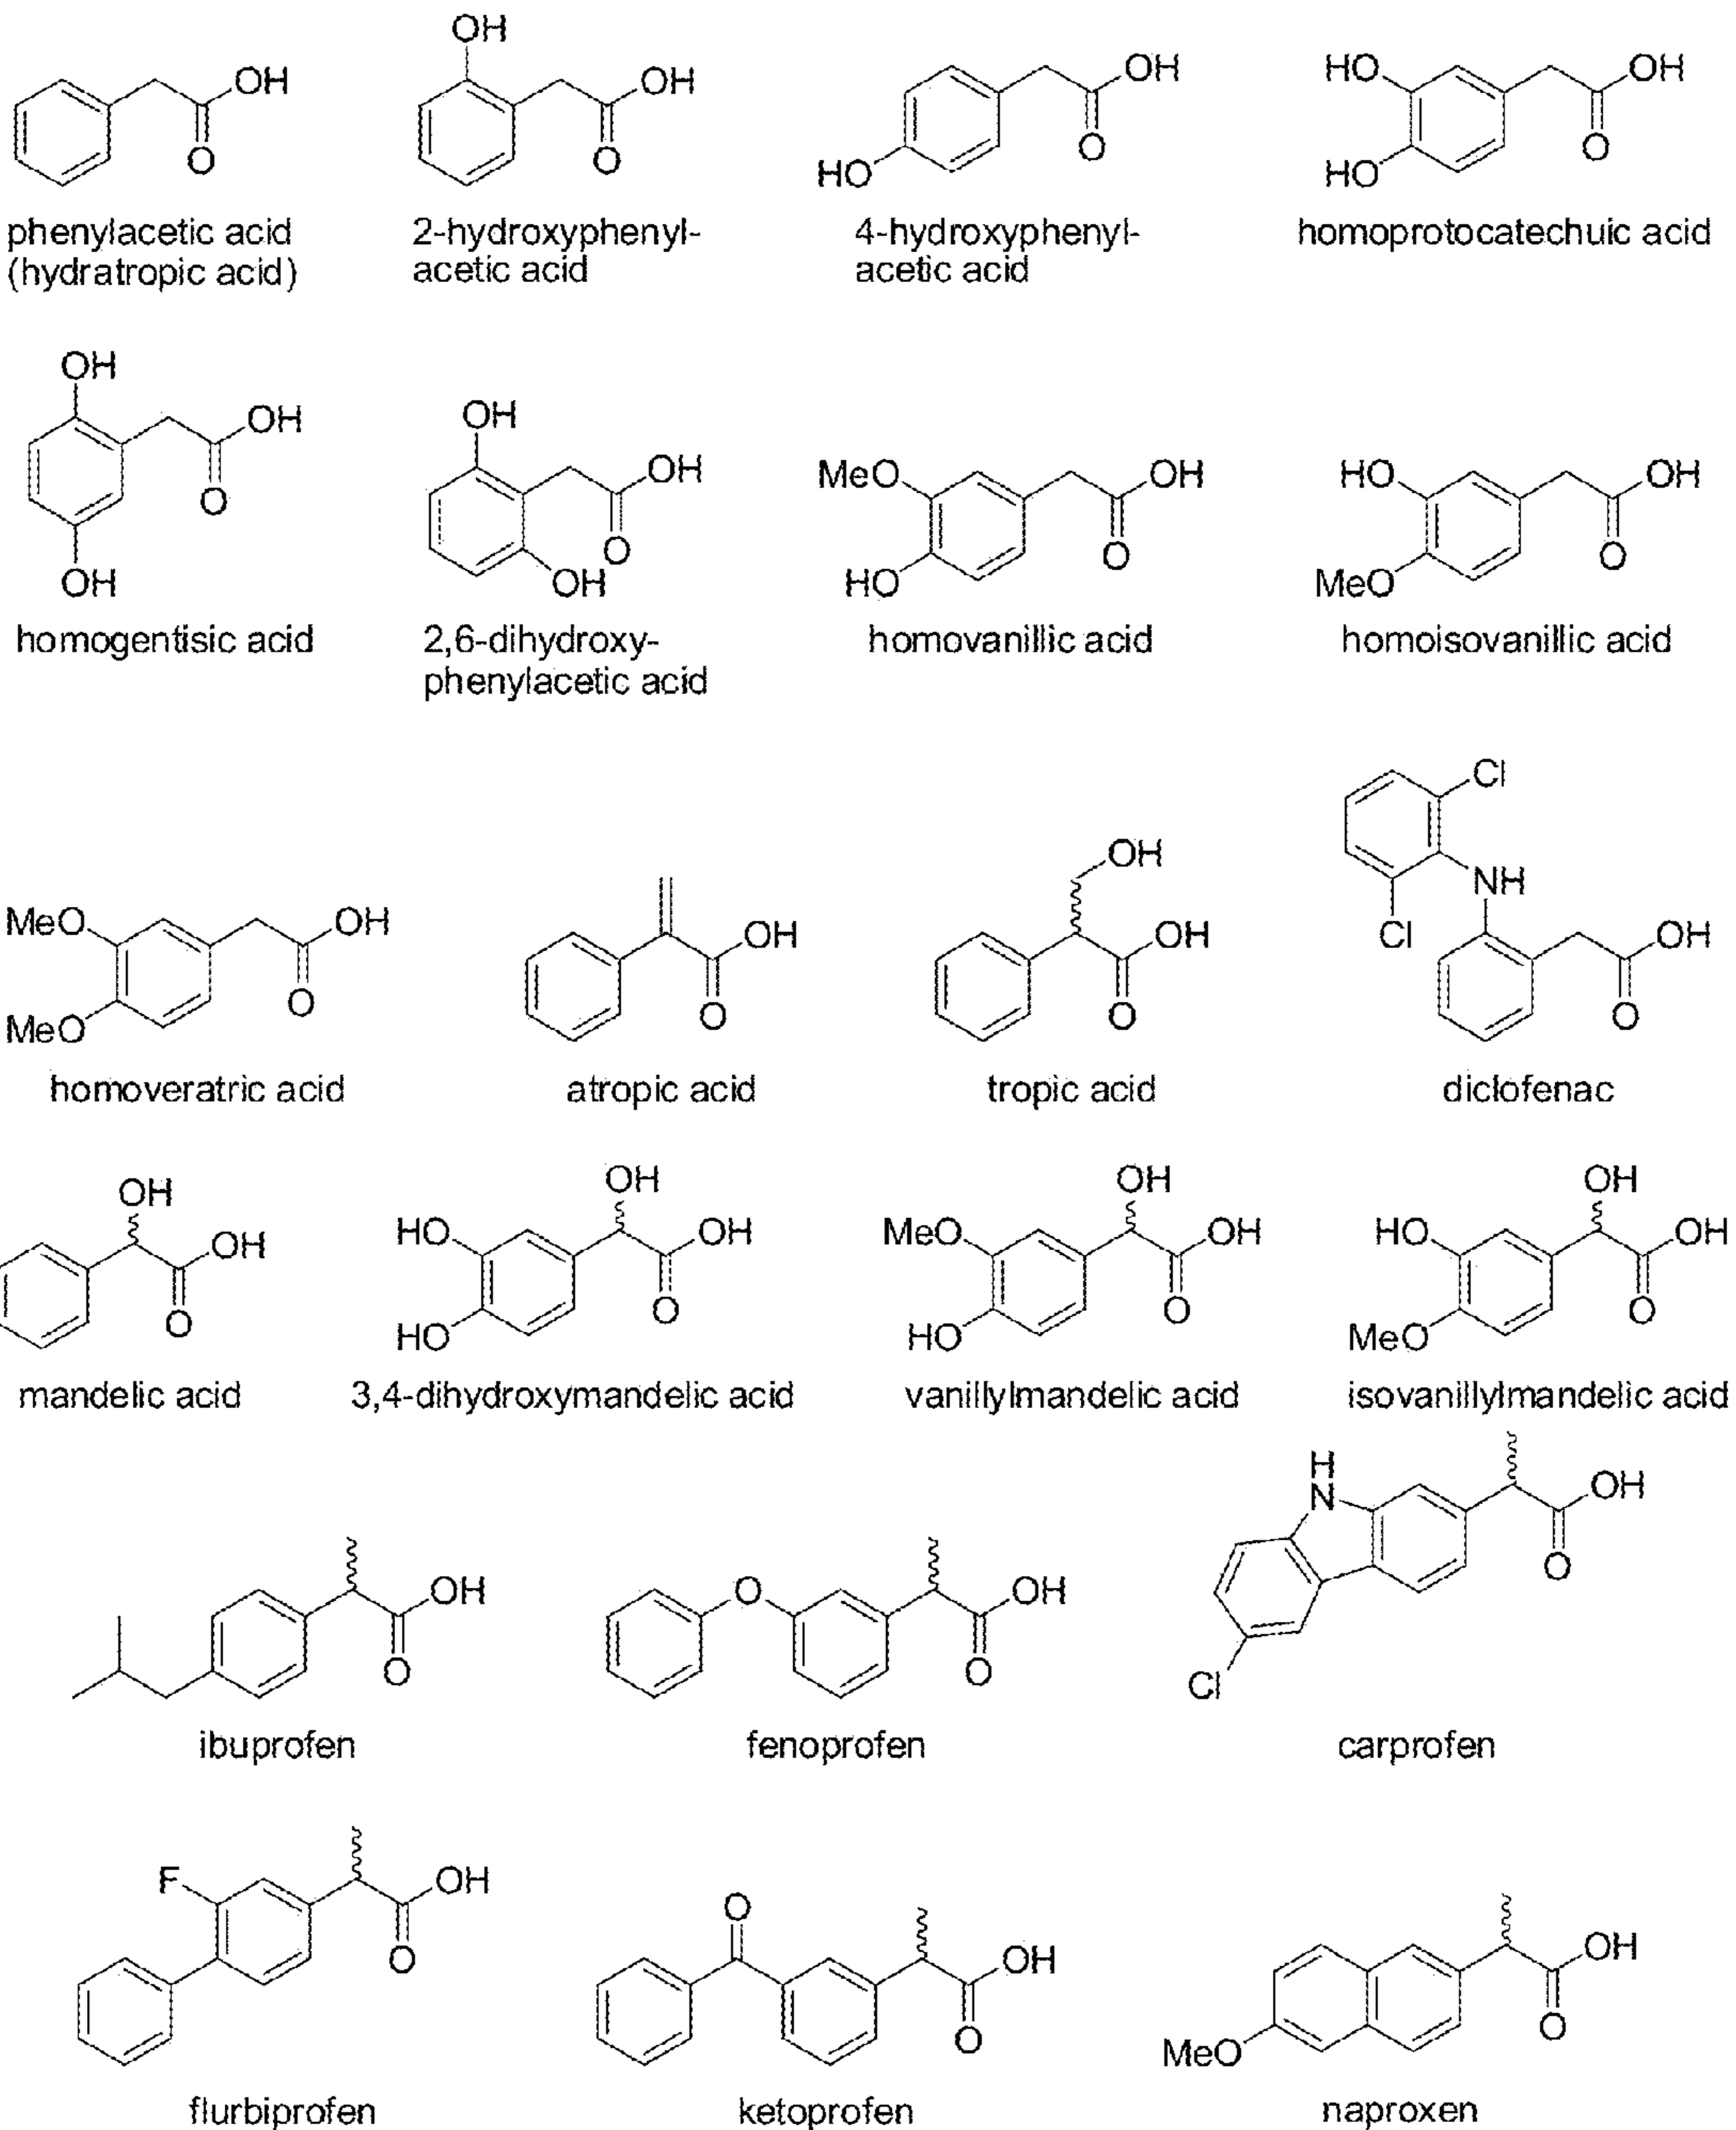 OH
OH
O
OH
O
HO
OH
O
HO
HO
OH
O
phenylacetic acid
(hydratropic acid)
2-hydroxyphenyl-
acetic acid
4-hydroxyphenyl-
acetic acid
homoprotocatechuic acid
OH
OH
O
OH
OH
OH
O
OH
MeO
HO
OH
O
HO
MeO
OH
O
homogentisic acid
2,6-dihydroxy-
phenylacetic acid
homovanillic acid
homoisovanillic acid
MeO
MeO
OH
O
OH
O
OH
OH
O
Cl
Cl
NH
OH
O
homoveratric acid
atropic acid
tropic acid
diclofenac
OH
OH
O
HO
HO
OH
OH
O
MeO
HO
OH
OH
O
HO
MeO
OH
OH
O
mandelic acid
3,4-dihydroxymandelic acid
vanillylmandelic acid
isovanillylmandelic acid
OH
O
O
OH
O
H
N
Cl
OH
O
ibuprofen
fenoprofen
carprofen
F
OH
O
O
OH
O
MeO
OH
O
flurbiprofen
ketoprofen
naproxen